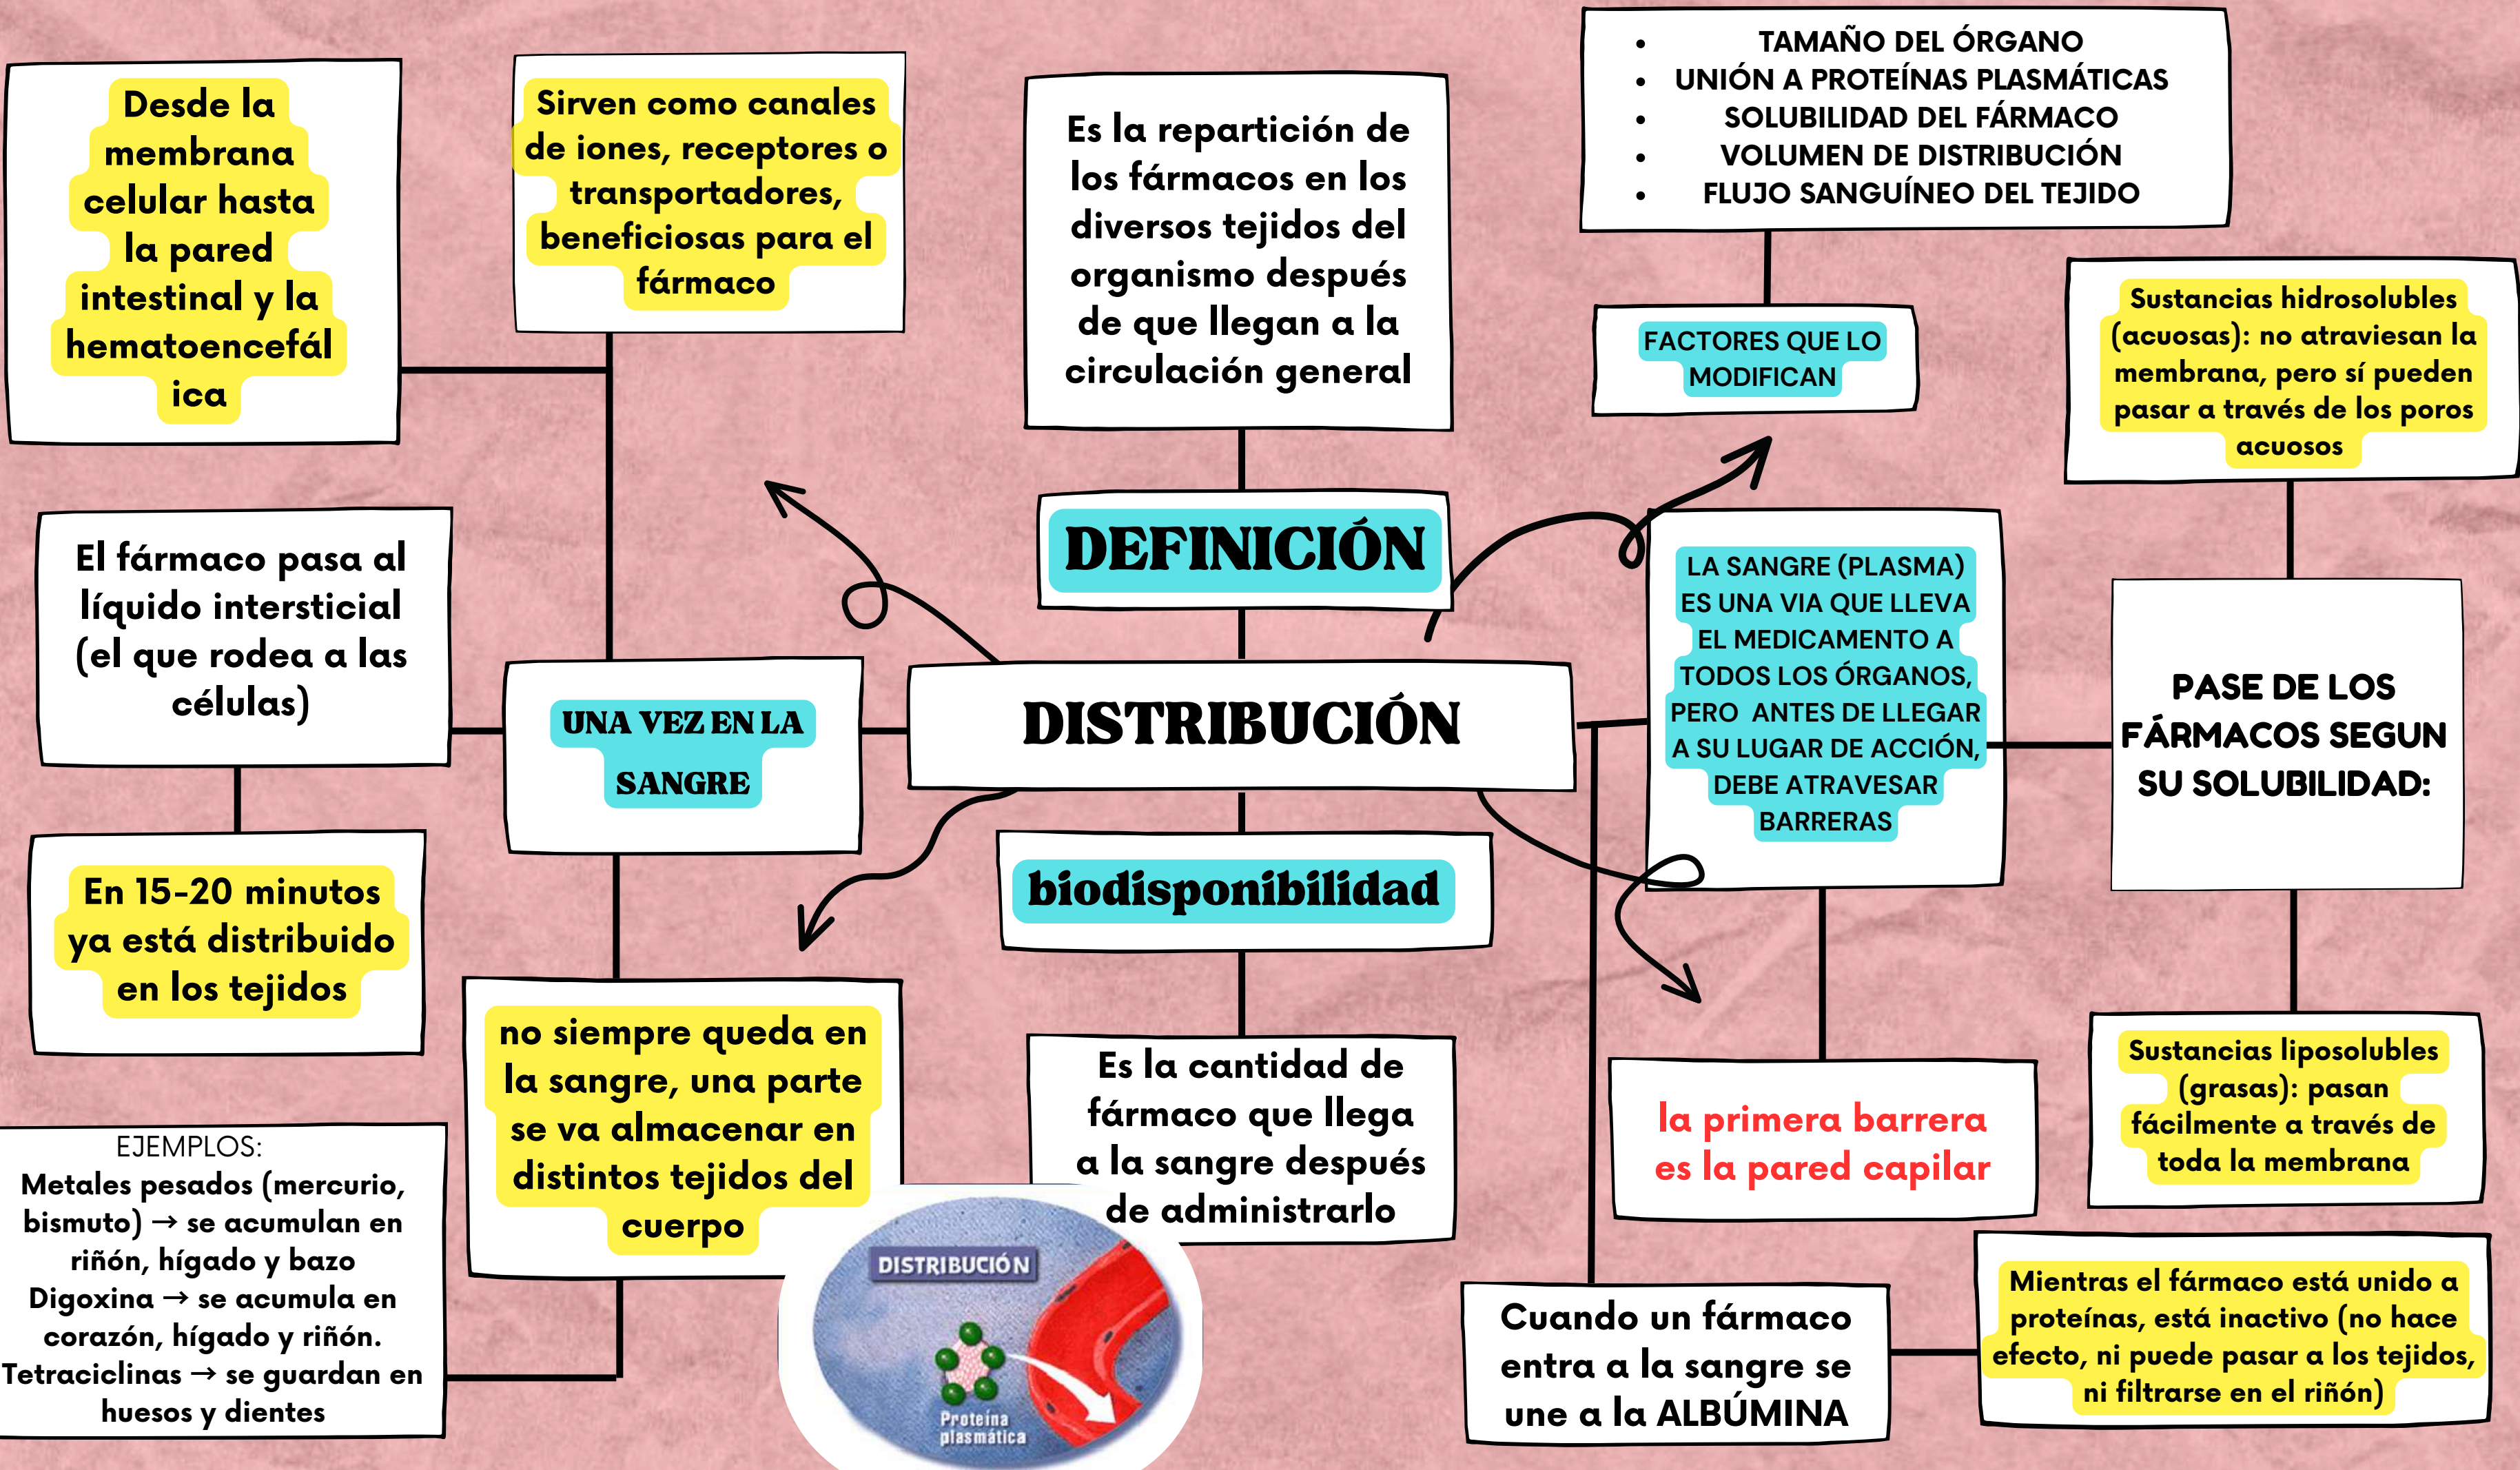 Desde la
membrana
celular hasta
la pared
intestinal y la
hematoencefál
ica
Sirven como canales
de iones, receptores o
transportadores,
beneficiosas para el
fármaco
Es la repartición de
los fármacos en los
diversos tejidos del
organismo después
de que llegan a la
circulación general
• TAMAÑO DEL ÓRGANO
• UNIÓN A PROTEÍNAS PLASMÁTICAS
• SOLUBILIDAD DEL FÁRMACO
• VOLUMEN DE DISTRIBUCIÓN
• FLUJO SANGUÍNEO DEL TEJIDO
FACTORES QUE LO
MODIFICAN
Sustancias hidrosolubles
(acuosas): no atraviesan la
membrana, pero sí pueden
pasar a través de los poros
acuosos
El fármaco pasa al
líquido intersticial
(el que rodea a las
células)
DEFINICIÓN
LA SANGRE (PLASMA)
ES UNA VIA QUE LLEVA
EL MEDICAMENTO A
TODOS LOS ÓRGANOS,
PERO ANTES DE LLEGAR
A SU LUGAR DE ACCIÓN,
DEBE ATRAVESAR
BARRERAS
PASE DE LOS
FÁRMACOS SEGUN
SU SOLUBILIDAD:
UNA VEZ EN LA
SANGRE
DISTRIBUCIÓN
En 15-20 minutos
ya está distribuido
en los tejidos
biodisponibilidad
no siempre queda en
la sangre, una parte
se va almacenar en
distintos tejidos del
cuerpo
Es la cantidad de
fármaco que llega
a la sangre después
de administrarlo
la primera barrera
es la pared capilar
Sustancias liposolubles
(grasas): pasan
fácilmente a través de
toda la membrana
EJEMPLOS:
Metales pesados (mercurio,
bismuto) → se acumulan en
riñón, hígado y bazo
Digoxina → se acumula en
corazón, hígado y riñón.
Tetraciclinas → se guardan en
huesos y dientes
DISTRIBUCIÓN
Proteína
plasmática
Cuando un fármaco
entra a la sangre se
une a la ALBÚMINA
Mientras el fármaco está unido a
proteínas, está inactivo (no hace
efecto, ni puede pasar a los tejidos,
ni filtrarse en el riñón)